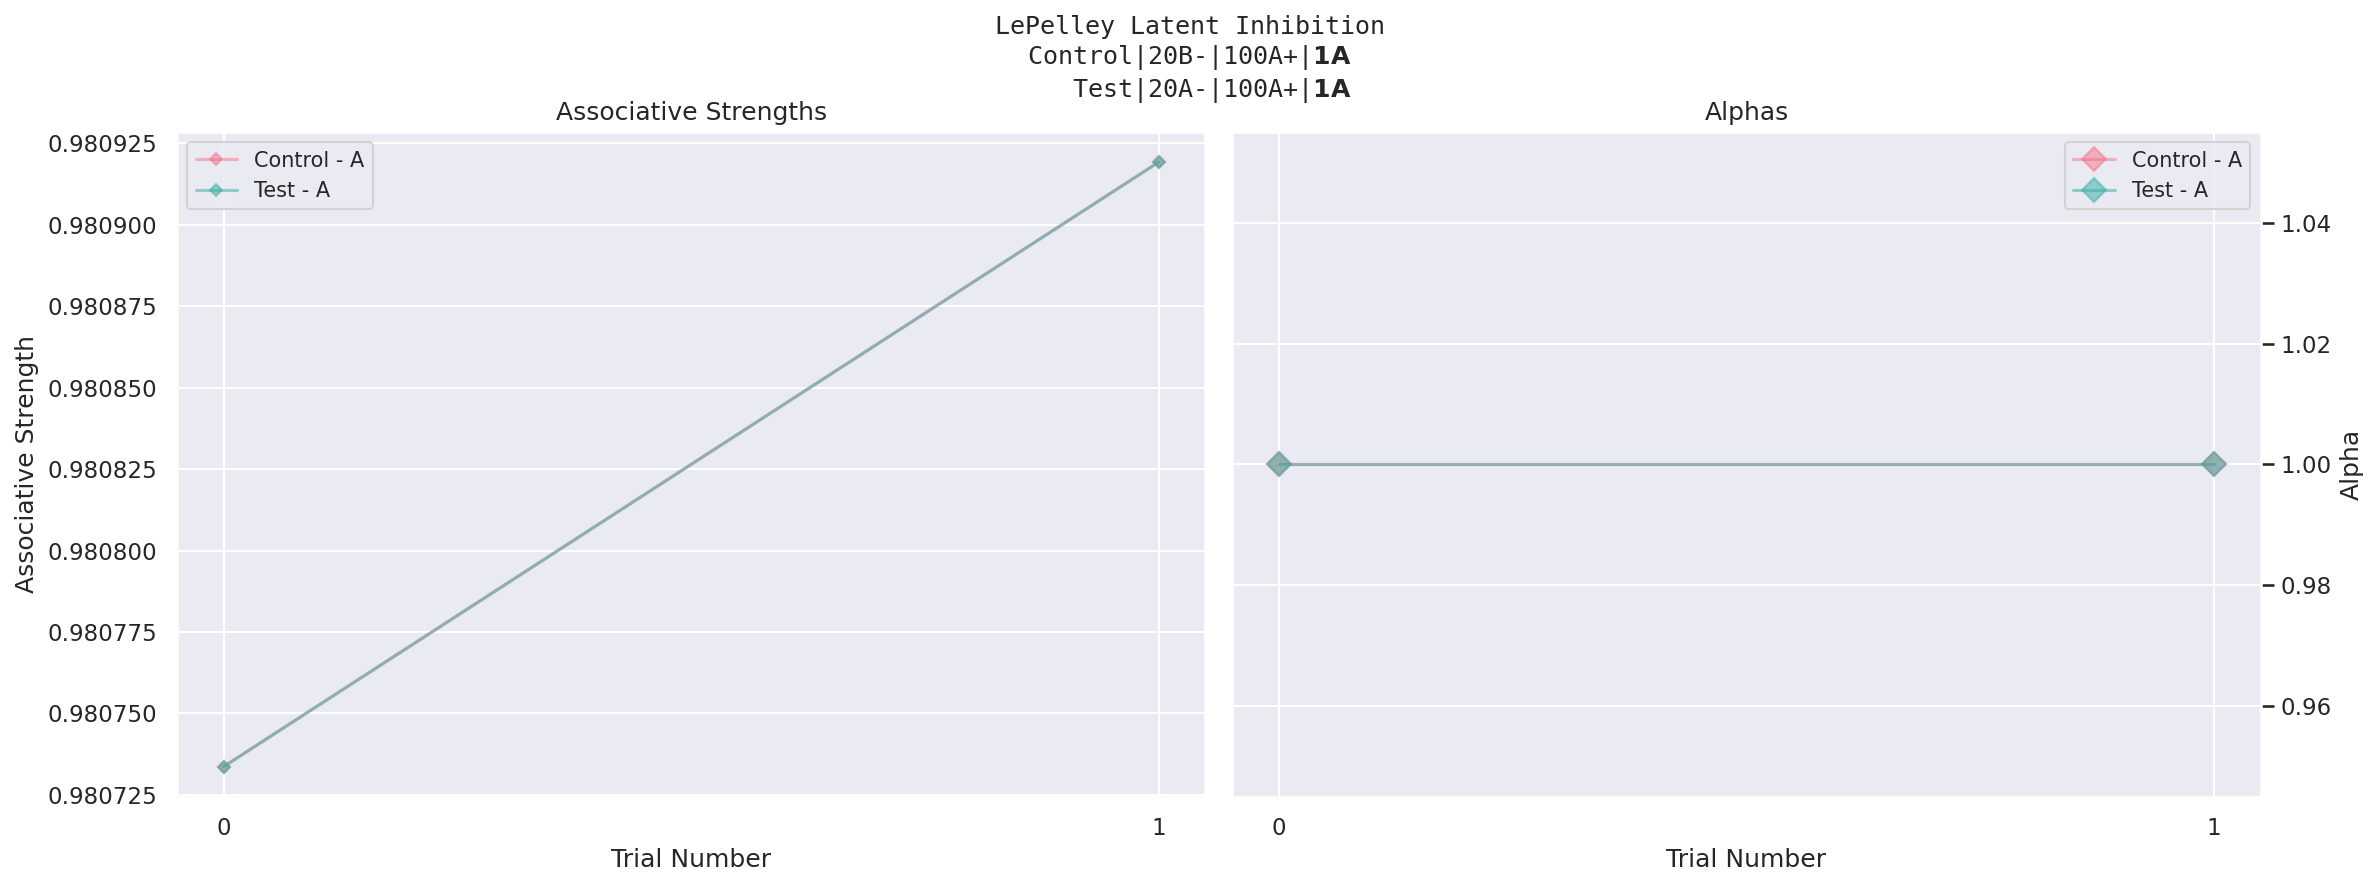 LePelley Latent Inhibition
Control|20B-|100A+|1A
Test|20A-|100A+|1A
Associative Strengths
0.980925
0.980900
0.980875
0.980850
0.980825
0.980800
0.980775
0.980750
0.980725
Associative Strength
Control - A
Test - A
0
1
Trial Number
Alphas
Control - A
Test - A
1.04
1.02
1.00
0.98
0.96
Alpha
0
1
Trial Number